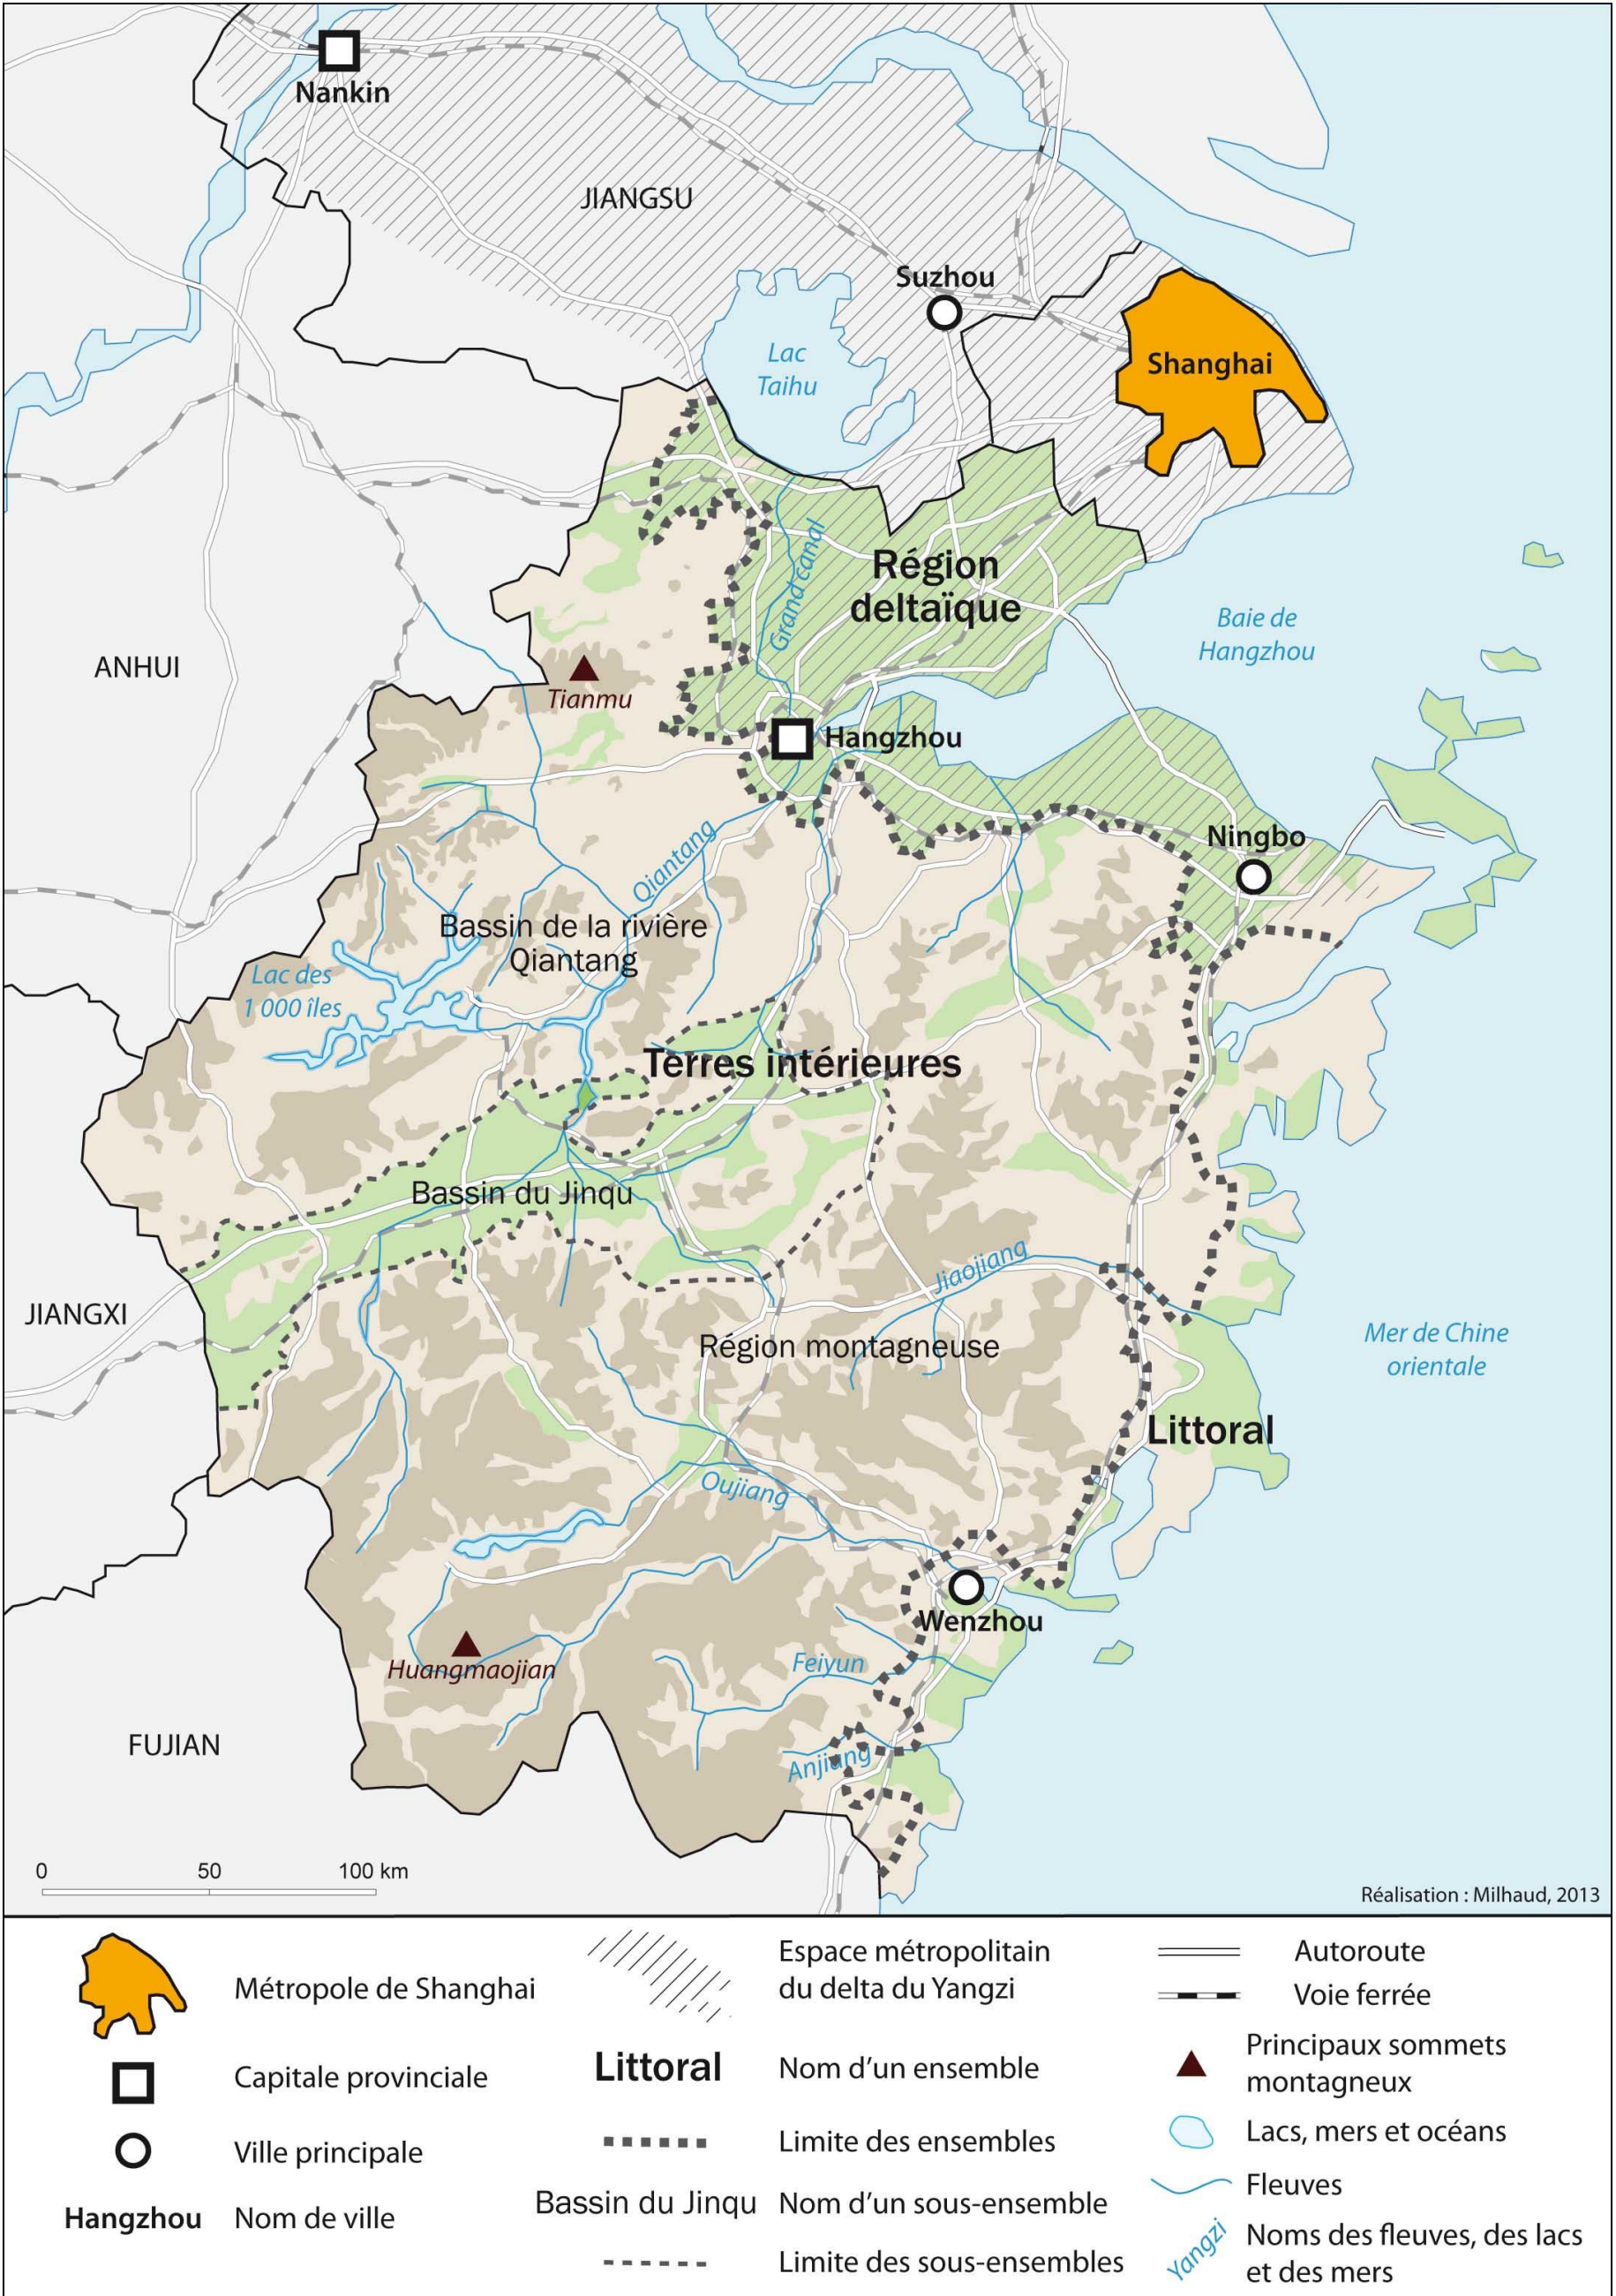 Nankin
JIANGSU
Suzhou
Shanghai
Lac
Taihu
Grand canal
Région
deltaïque
Baie de
Hangzhou
ANHUI
Tianmu
Hangzhou
Ningbo
Qiantang
Bassin de la rivière
Qiantang
Lac des
1 000 îles
Terres intérieures
Bassin du Jinqu
Jiaojiang
JIANGXI
Région montagneuse
Mer de Chine
orientale
Littoral
Oujiang
Wenzhou
Huangmaojian
Feiyun
FUJIAN
Anjiang
0 50 100 km
Réalisation : Milhaud, 2013
Métropole de Shanghai
Capitale provinciale
Ville principale
Hangzhou Nom de ville
Espace métropolitain
du delta du Yangzi
Littoral Nom d'un ensemble
Limite des ensembles
Bassin du Jinqu Nom d'un sous-ensemble
Limite des sous-ensembles
Autoroute
Voie ferrée
Principaux sommets
montagneux
Lacs, mers et océans
Fleuves
Yangzi
Noms des fleuves, des lacs
et des mers